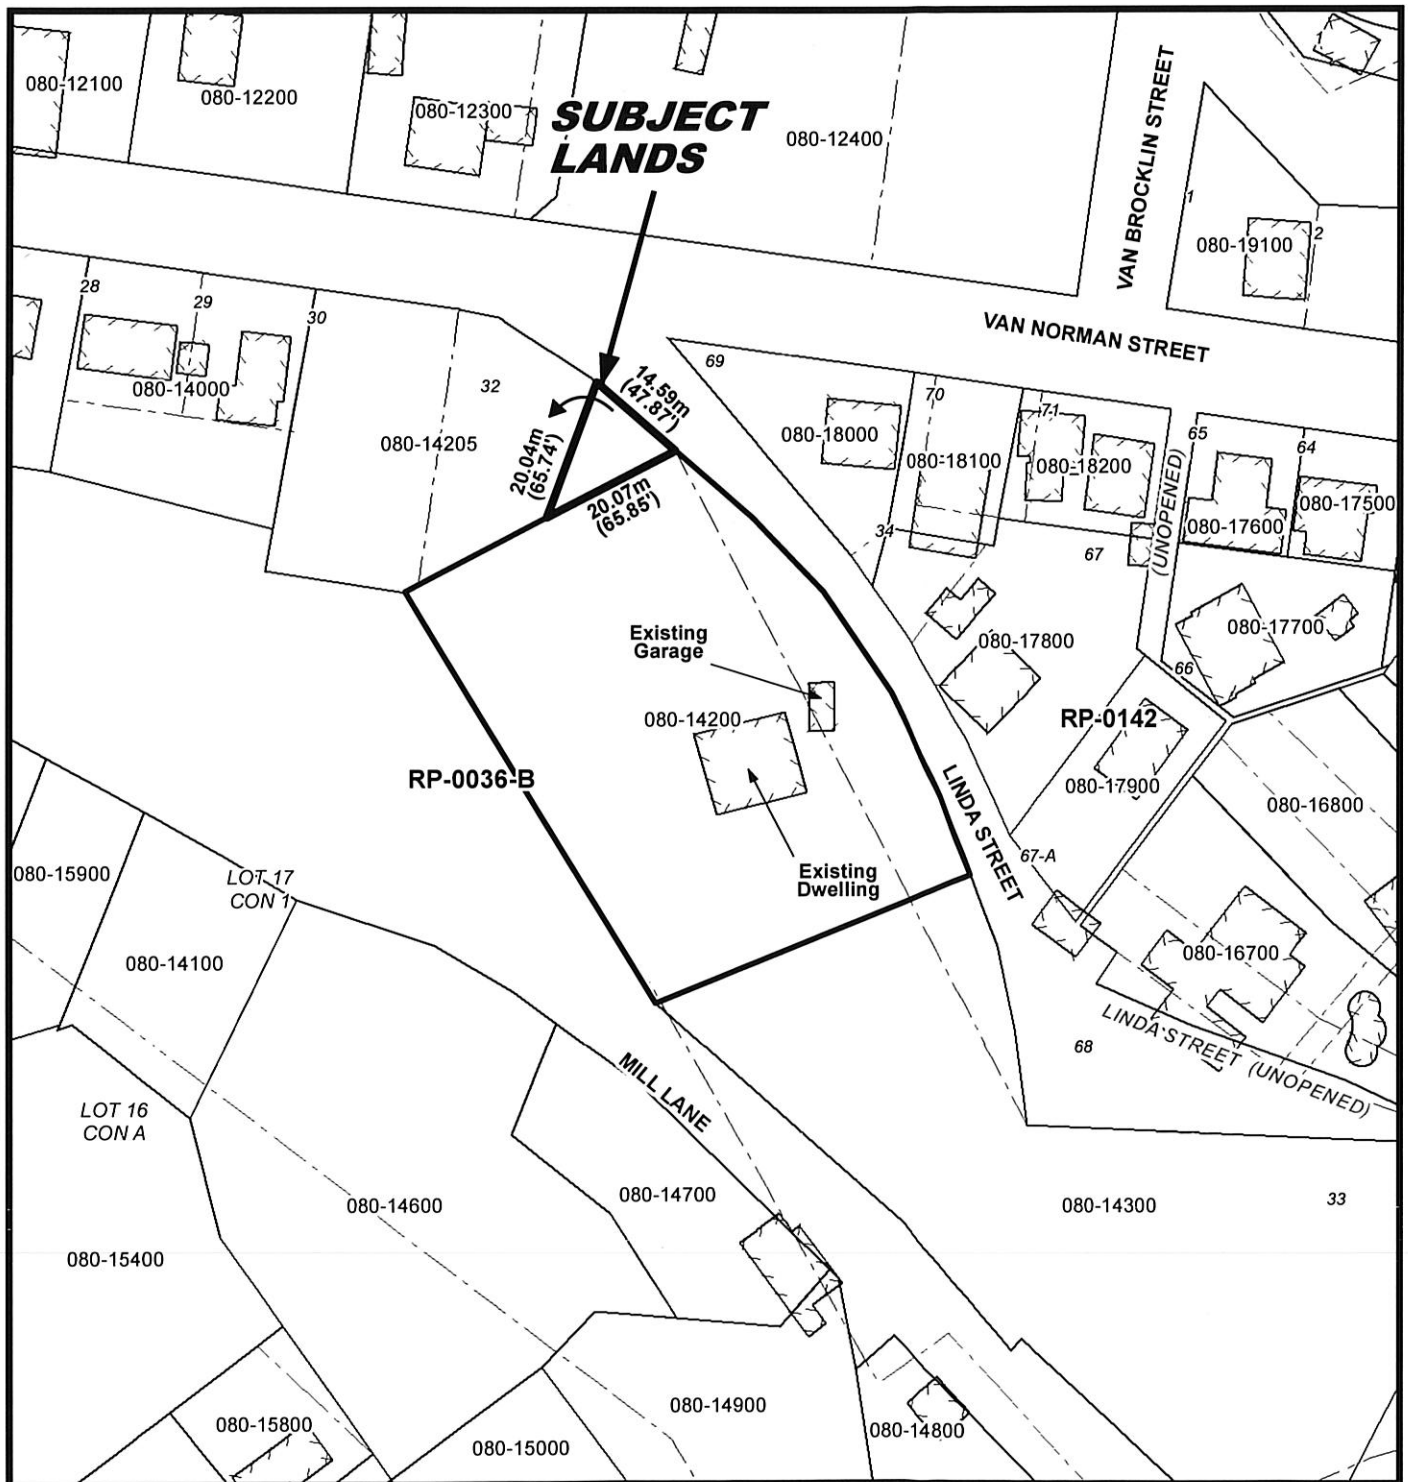 080-12100
080-12200
080-12300
SUBJECT
LANDS
080-12400
VAN BROCKLIN STREET
1
080-19100
2
28
29
30
080-14000
32
080-14205
14.59m
(47.87')
20.04m
(65.74')
20.07m
(65.85')
VAN NORMAN STREET
69
70
71
65
64
080-18000
080-18100
080-18200
080-17500
080-17600
34
67
(UNOPENED)
Existing
Garage
080-17800
080-17700
66
080-14200
RP-0142
RP-0036-B
080-17900
080-16800
LINDA STREET
67-A
Existing
Dwelling
080-15900
LOT 17
CON 1
080-14100
080-16700
LINDA STREET (UNOPENED)
68
MILL LANE
LOT 16
CON A
080-14600
080-14700
080-14300
33
080-15400
080-14900
080-15800
080-15000
080-14800